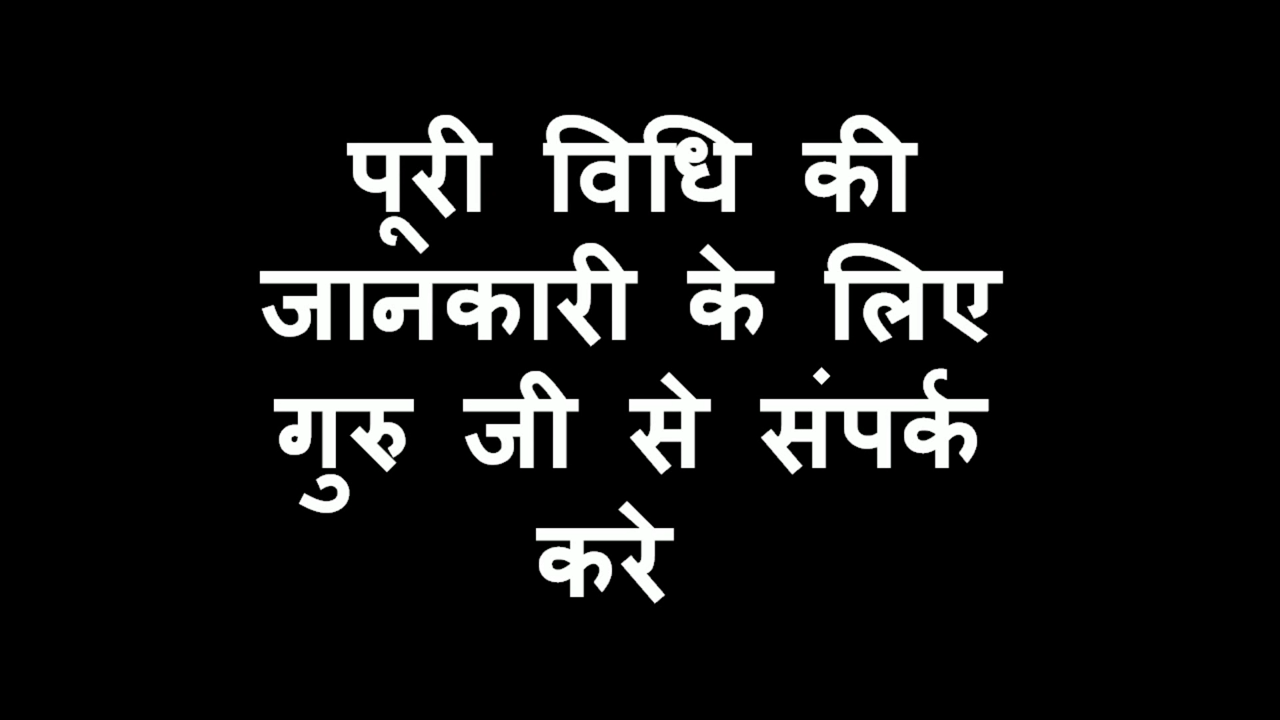 पूरी विधि की
जानकारी के लिए
गुरु जी से संपर्क
करे